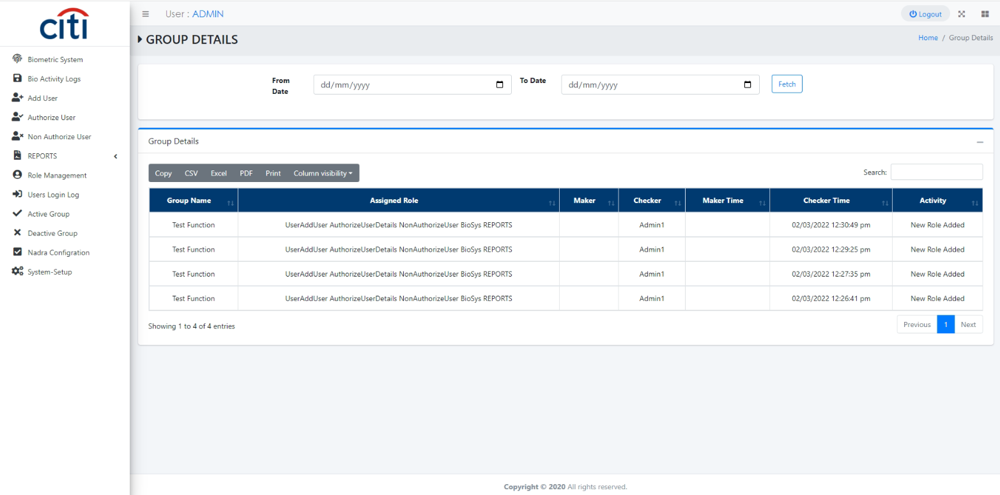 citi
User : ADMIN
Logout
GROUP DETAILS
Home / Group Details
Biometric System
Bio Activity Logs
Add User
Authorize User
Non Authorize User
REPORTS
Role Management
Users Login Log
Active Group
Deactive Group
Nadra Configration
System-Setup
From Date
dd/mm/yyyy
To Date
dd/mm/yyyy
Fetch
Group Details
Copy CSV Excel PDF Print Column visibility
Search:
Group Name Assigned Role Maker Checker Maker Time Checker Time Activity
Test Function UserAddUser AuthorizeUserDetails NonAuthorizeUser BioSys REPORTS Admin1 02/03/2022 12:30:49 pm New Role Added
Test Function UserAddUser AuthorizeUserDetails NonAuthorizeUser BioSys REPORTS Admin1 02/03/2022 12:29:25 pm New Role Added
Test Function UserAddUser AuthorizeUserDetails NonAuthorizeUser BioSys REPORTS Admin1 02/03/2022 12:27:35 pm New Role Added
Test Function UserAddUser AuthorizeUserDetails NonAuthorizeUser BioSys REPORTS Admin1 02/03/2022 12:26:41 pm New Role Added
Showing 1 to 4 of 4 entries
Previous 1 Next
Copyright © 2020 All rights reserved.